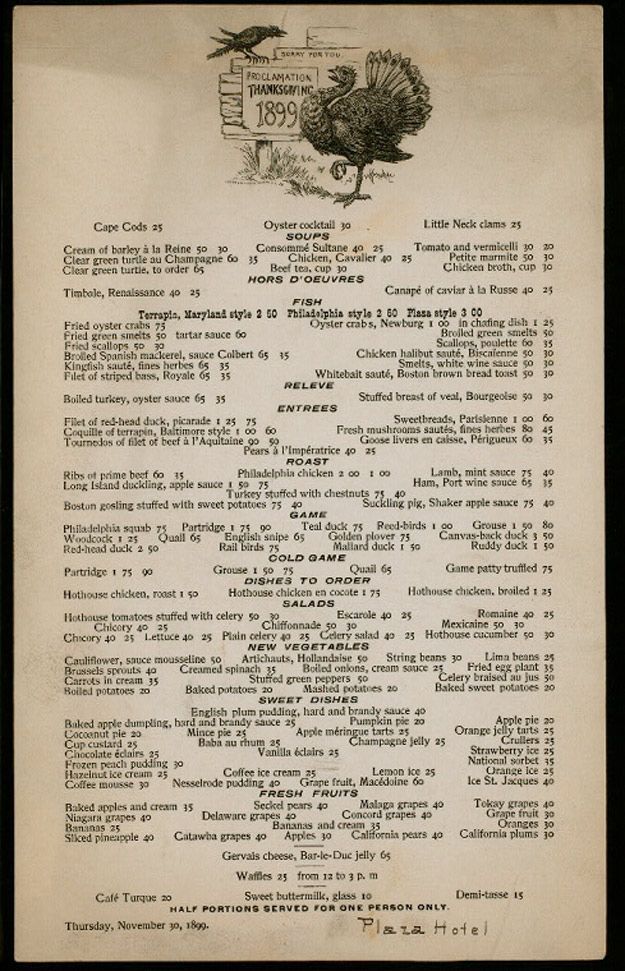 SORRY FOR YOU
PROCLAMATION
THANKSGIVING
1899
Cape Cods 25 Oyster cocktail 30 Little Neck clams 25
SOUPS
Cream of barley à la Reine 50 30 Consommé Sultane 40 25 Tomato and vermicelli 30 20
Clear green turtle au Champagne 60 35 Chicken, Cavalier 40 25 Petite marmite 50 30
Clear green turtle, to order 65 Beef tea, cup 30 Chicken broth, cup 30
HORS D'OEUVRES
Timbale, Renaissance 40 25 Canapé of caviar à la Russe 40 25
FISH
Terrapin, Maryland style 2 50 Philadelphia style 2 50 Plaza style 3 00
Fried oyster crabs 75 Oyster crabs, Newburg 1 00 in chafing dish 1 25
Fried green smelts 50 tartar sauce 60 Broiled green smelts 50
Fried scallops 50 30 Scallops, poulette 60 35
Broiled Spanish mackerel, sauce Colbert 65 35 Chicken halibut sauté, Biscaïenne 50 30
Kingfish sauté, fines herbes 65 35 Smelts, white wine sauce 50 30
Filet of striped bass, Royale 65 35 Whitebait sauté, Boston brown bread toast 50 30
RELEVE
Boiled turkey, oyster sauce 65 35 Stuffed breast of veal, Bourgeoise 50 30
ENTREES
Filet of red-head duck, picarade 1 25 75 Sweetbreads, Parisienne 1 00 60
Coquille of terrapin, Baltimore style 1 00 60 Fresh mushrooms sautés, fines herbes 80 45
Tournedos of filet of beef à l'Aquitaine 90 50 Goose livers en caisse, Périgueux 60 35
Pears à l'Impératrice 40 25
ROAST
Ribs of prime beef 60 35 Philadelphia chicken 2 00 1 00 Lamb, mint sauce 75 40
Long Island duckling, apple sauce 1 50 75 Ham, Port wine sauce 65 35
Turkey stuffed with chestnuts 75 40
Boston gosling stuffed with sweet potatoes 75 40 Suckling pig, Shaker apple sauce 75 40
GAME
Philadelphia squab 75 Partridge 1 75 90 Teal duck 75 Reed-birds 1 00 Grouse 1 50 80
Woodcock 1 25 Quail 65 English snipe 65 Golden plover 75 Canvas-back duck 3 50
Red-head duck 2 50 Rail birds 75 Mallard duck 1 50 Ruddy duck 1 50
COLD GAME
Partridge 1 75 90 Grouse 1 50 75 Quail 65 Game patty truffled 75
DISHES TO ORDER
Hothouse chicken, roast 1 50 Hothouse chicken en cocote 1 75 Hothouse chicken, broiled 1 25
SALADS
Hothouse tomatoes stuffed with celery 50 30 Escarole 40 25 Romaine 40 25
Chicory 40 25 Chiffonnade 50 30 Mexicaine 50 30
Chicory 40 25 Lettuce 40 25 Plain celery 40 25 Celery salad 40 25 Hothouse cucumber 50 30
NEW VEGETABLES
Cauliflower, sauce mousseline 50 Artichauts, Hollandaise 50 String beans 30 Lima beans 25
Brussels sprouts 40 Creamed spinach 35 Boiled onions, cream sauce 25 Fried egg plant 35
Carrots in cream 35 Stuffed green peppers 50 Celery braised au jus 50
Boiled potatoes 20 Baked potatoes 20 Mashed potatoes 20 Baked sweet potatoes 20
SWEET DISHES
English plum pudding, hard and brandy sauce 40
Baked apple dumpling, hard and brandy sauce 25 Pumpkin pie 20 Apple pie 20
Cocoanut pie 20 Mince pie 25 Apple méringue tarts 25 Orange jelly tarts 25
Cup custard 25 Baba au rhum 25 Champagne jelly 25 Crullers 25
Chocolate éclairs 25 Vanilla éclairs 25 Strawberry ice 25
Frozen peach pudding 30 National sorbet 35
Hazelnut ice cream 25 Coffee ice cream 25 Lemon ice 25 Orange ice 25
Coffee mousse 30 Nesselrode pudding 40 Grape fruit, Macédoine 60 Ice St. Jacques 40
FRESH FRUITS
Baked apples and cream 35 Seckel pears 40 Malaga grapes 40 Tokay grapes 40
Niagara grapes 40 Delaware grapes 40 Concord grapes 40 Grape fruit 30
Bananas 25 Bananas and cream 35 Oranges 30
Sliced pineapple 40 Catawba grapes 40 Apples 30 California pears 40 California plums 30
Gervais cheese, Bar-le-Duc jelly 65
Waffles 25 from 12 to 3 p. m
Café Turque 20 Sweet buttermilk, glass 10 Demi-tasse 15
HALF PORTIONS SERVED FOR ONE PERSON ONLY.
Thursday, November 30, 1899. Plaza Hotel